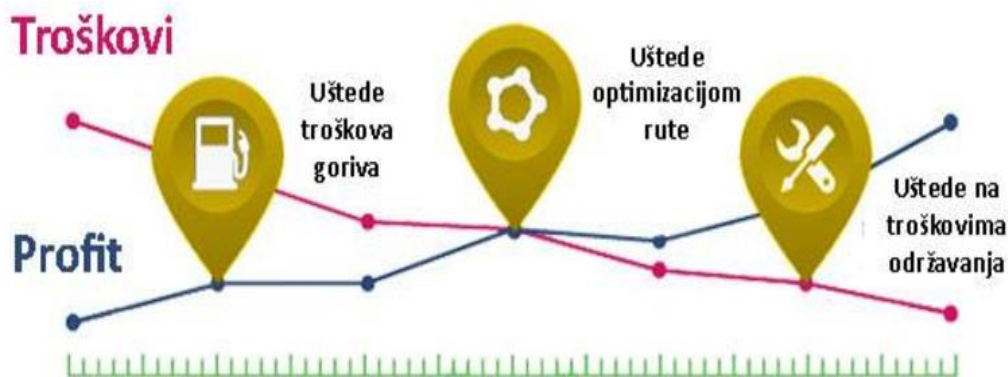 Troškovi
Uštede
troškova
goriva
Uštede
optimizacijom
rute
Profit
Uštede na
troškovima
održavanja